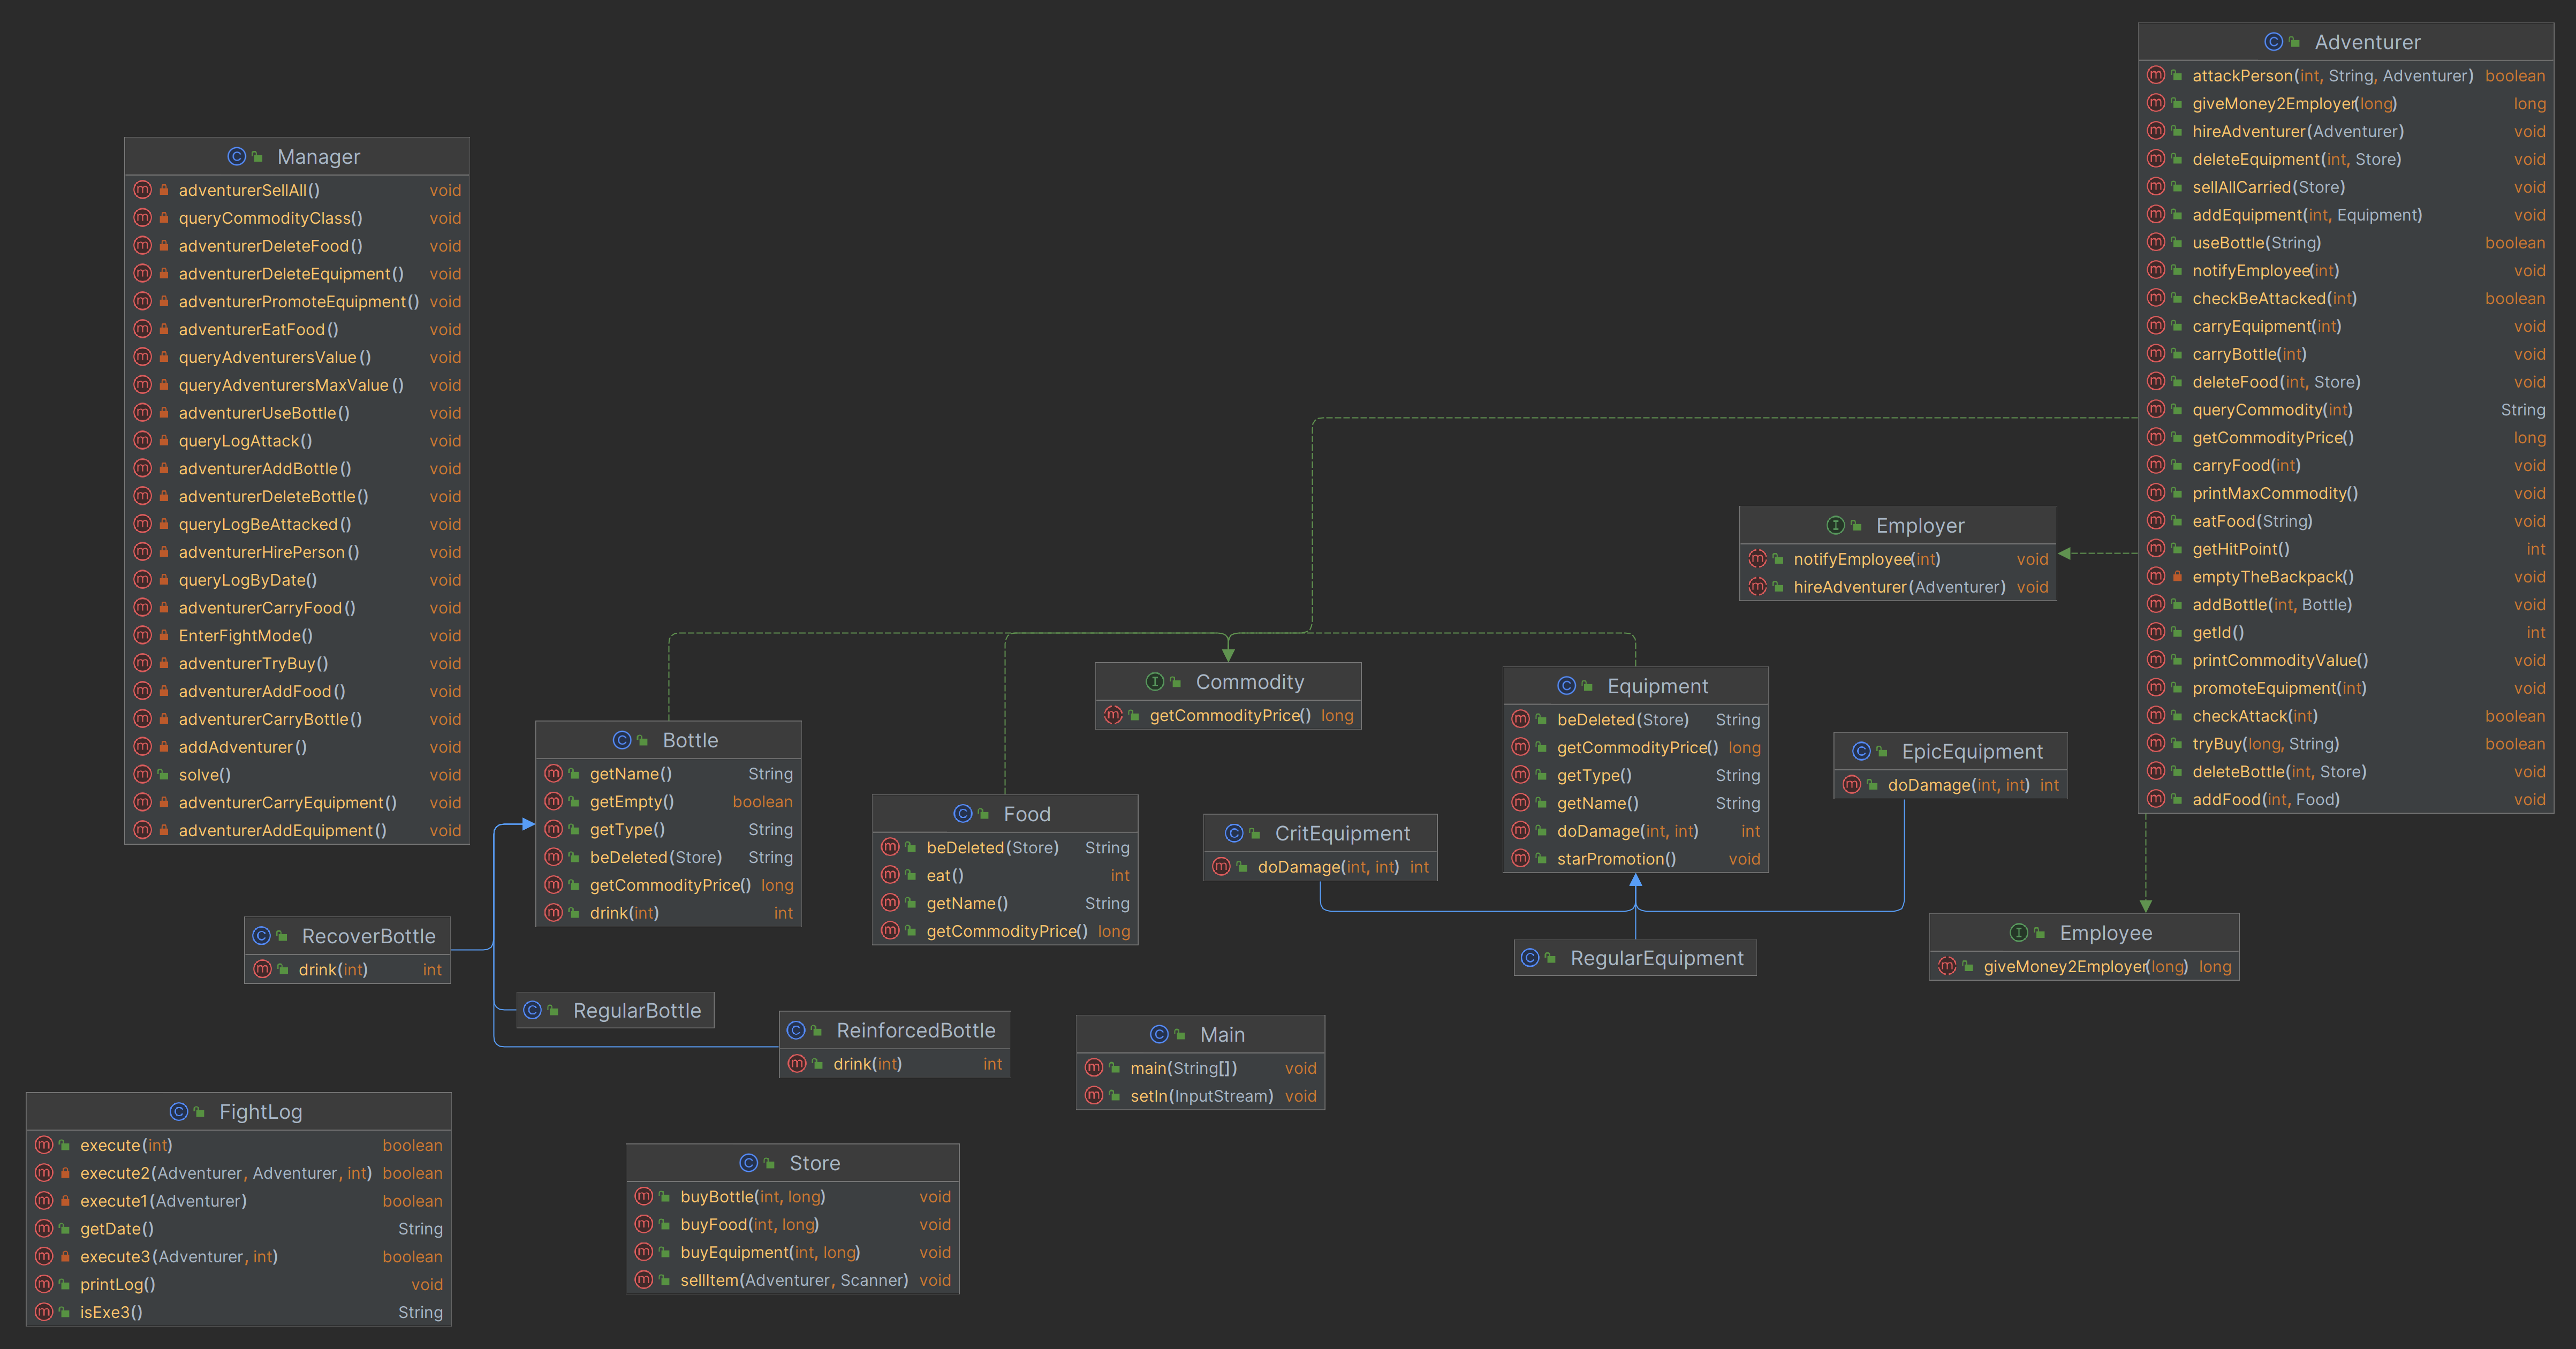 Manager
adventurerSellAll() void
queryCommodityClass() void
adventurerDeleteFood() void
adventurerDeleteEquipment() void
adventurerPromoteEquipment() void
adventurerEatFood() void
queryAdventurersValue() void
queryAdventurersMaxValue() void
adventurerUseBottle() void
queryLogAttack() void
adventurerAddBottle() void
adventurerDeleteBottle() void
queryLogBeAttacked() void
adventurerHirePerson() void
queryLogByDate() void
adventurerCarryFood() void
EnterFightMode() void
adventurerTryBuy() void
adventurerAddFood() void
adventurerCarryBottle() void
addAdventurer() void
solve() void
adventurerCarryEquipment() void
adventurerAddEquipment() void
RecoverBottle
drink(int) int
FightLog
execute(int) boolean
execute2(Adventurer, Adventurer, int) boolean
execute1(Adventurer) boolean
getDate() String
execute3(Adventurer, int) boolean
printLog() void
isExe3() String
Bottle
getName() String
getEmpty() boolean
getType() String
beDeleted(Store) String
getCommodityPrice() long
drink(int) int
RegularBottle
ReinforcedBottle
drink(int) int
Store
buyBottle(int, long) void
buyFood(int, long) void
buyEquipment(int, long) void
sellItem(Adventurer, Scanner) void
Food
beDeleted(Store) String
eat() int
getName() String
getCommodityPrice() long
Commodity
getCommodityPrice() long
Main
main(String[]) void
setIn(InputStream) void
CritEquipment
doDamage(int, int) int
Equipment
beDeleted(Store) String
getCommodityPrice() long
getType() String
getName() String
doDamage(int, int) int
starPromotion() void
RegularEquipment
EpicEquipment
doDamage(int, int) int
Employer
notifyEmployee(int) void
hireAdventurer(Adventurer) void
Adventurer
attackPerson(int, String, Adventurer) boolean
giveMoney2Employer(long) long
hireAdventurer(Adventurer) void
deleteEquipment(int, Store) void
sellAllCarried(Store) void
addEquipment(int, Equipment) void
useBottle(String) boolean
notifyEmployee(int) void
checkBeAttacked(int) boolean
carryEquipment(int) void
carryBottle(int) void
deleteFood(int, Store) void
queryCommodity(int) String
getCommodityPrice() long
carryFood(int) void
printMaxCommodity() void
eatFood(String) void
getHitPoint() int
emptyTheBackpack() void
addBottle(int, Bottle) void
getId() int
printCommodityValue() void
promoteEquipment(int) void
checkAttack(int) boolean
tryBuy(long, String) boolean
deleteBottle(int, Store) void
addFood(int, Food) void
Employee
giveMoney2Employer(long) long